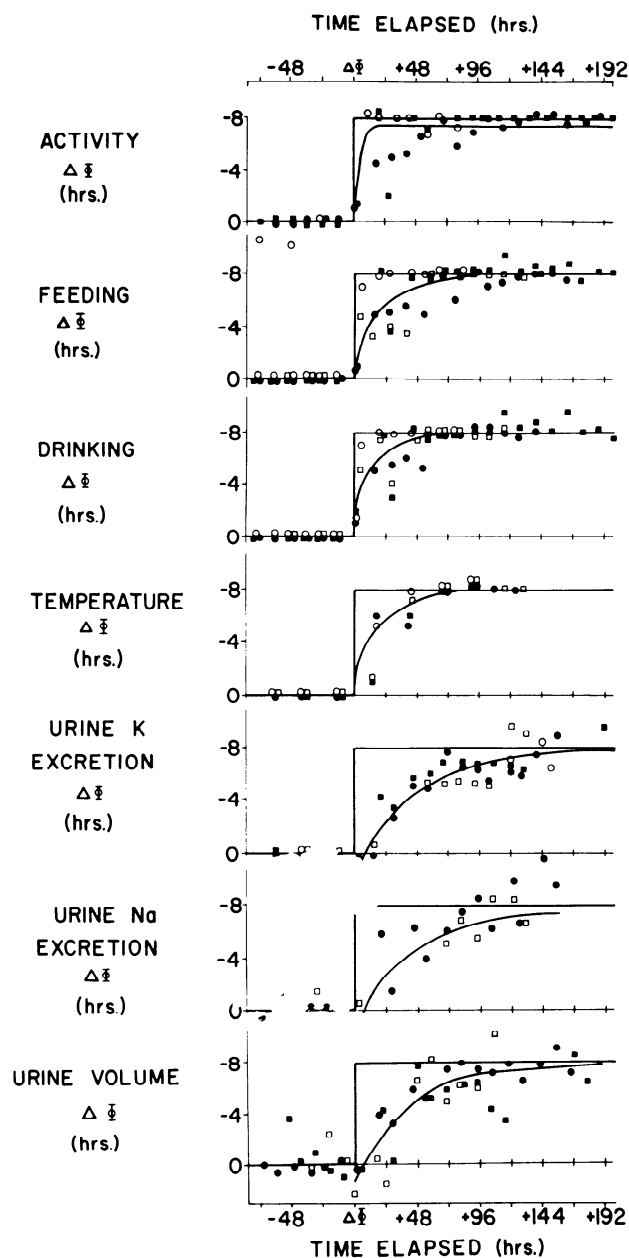 TIME ELAPSED (hrs.)
-48 ΔΦ +48 +96 +144 +192
ACTIVITY
ΔΦ
(hrs.)
-8
-4
0
FEEDING
ΔΦ
(hrs.)
-8
-4
0
DRINKING
ΔΦ
(hrs.)
-8
-4
0
TEMPERATURE
ΔΦ
(hrs.)
-8
-4
0
URINE K
EXCRETION
ΔΦ
(hrs.)
-8
-4
0
URINE Na
EXCRETION
ΔΦ
(hrs.)
-8
-4
0
URINE VOLUME
ΔΦ
(hrs.)
-8
-4
0
-48 ΔΦ +48 +96 +144 +192
TIME ELAPSED (hrs.)